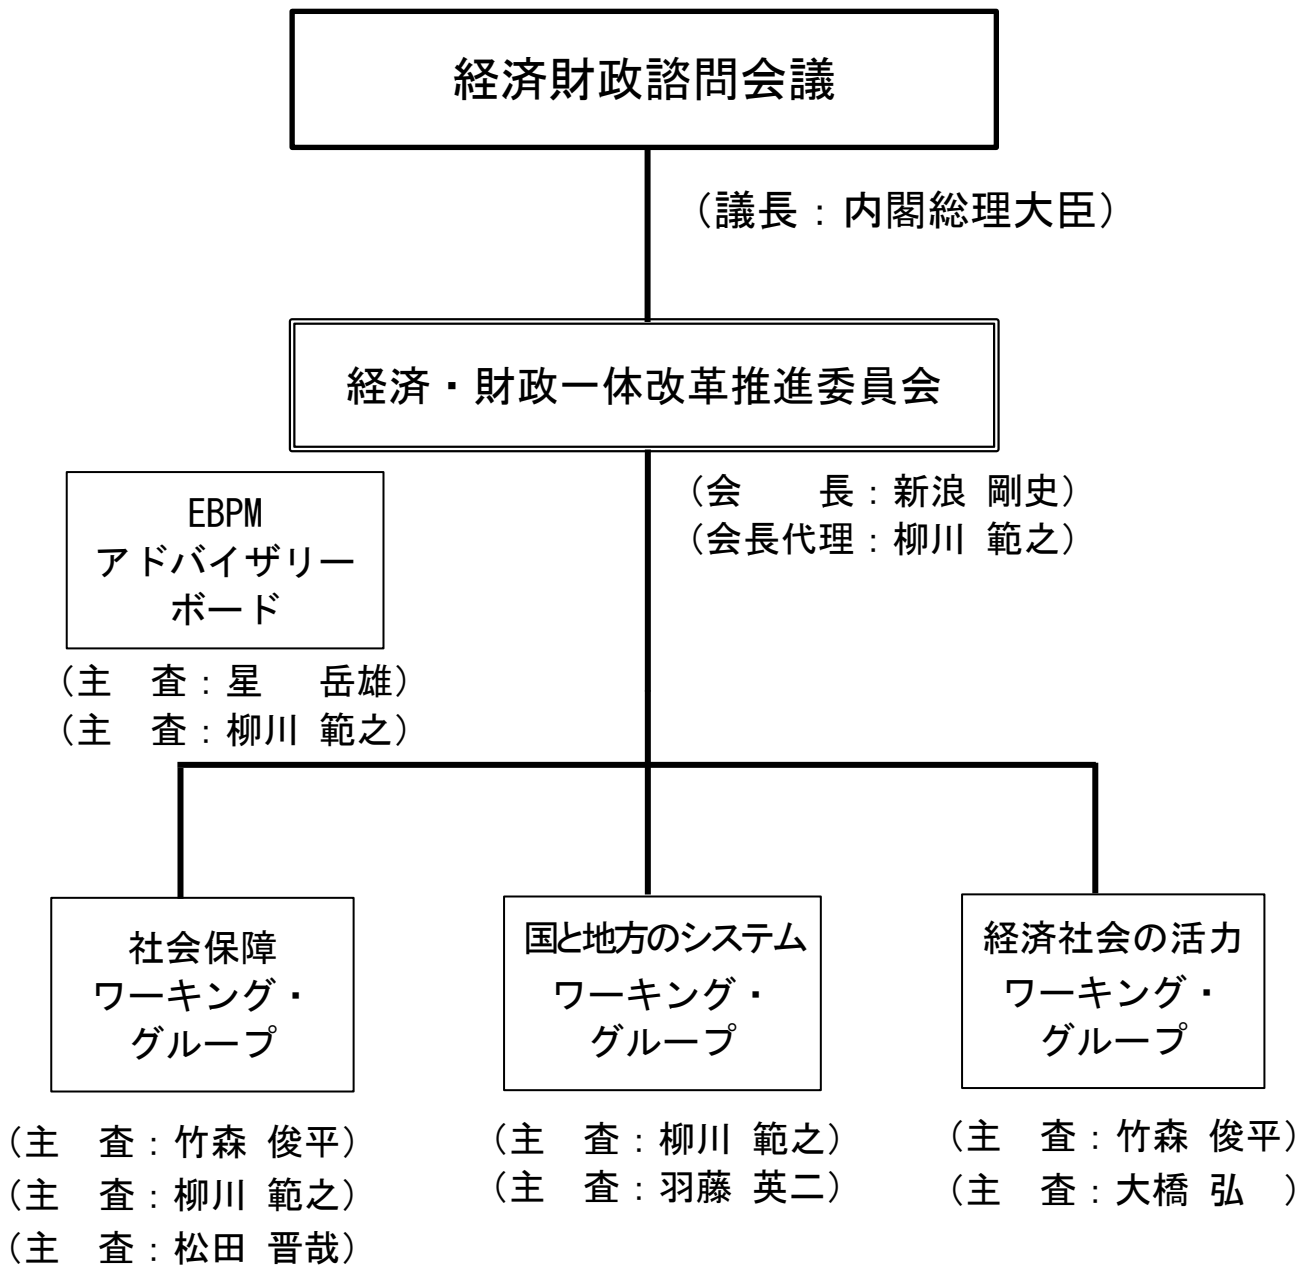 経済財政諮問会議
（議長：内閣総理大臣）
経済・財政一体改革推進委員会
（会　　長：新浪 剛史）
（会長代理：柳川 範之）
EBPM
アドバイザリー
ボード
（主　査：星　岳雄）
（主　査：柳川 範之）
社会保障
ワーキング・
グループ
（主　査：竹森 俊平）
（主　査：柳川 範之）
（主　査：松田 晋哉）
国と地方のシステム
ワーキング・
グループ
（主　査：柳川 範之）
（主　査：羽藤 英二）
経済社会の活力
ワーキング・
グループ
（主　査：竹森 俊平）
（主　査：大橋 弘　）